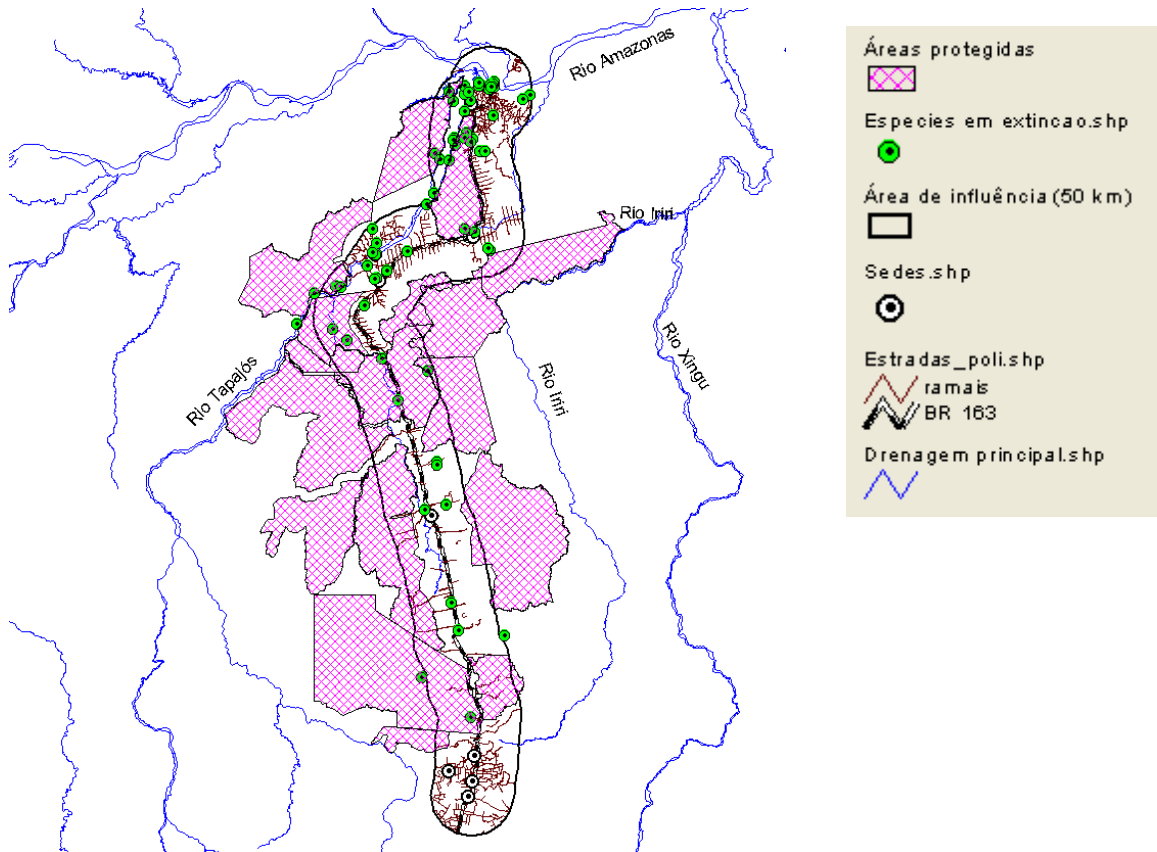 Rio Amazonas
Rio Iriri
Rio Tapajós
Rio Iriri
Rio Xingu
Áreas protegidas
Especies em extincao.shp
Área de influência (50 km)
Sedes.shp
Estradas_poli.shp
ramais
BR 163
Drenagem principal.shp